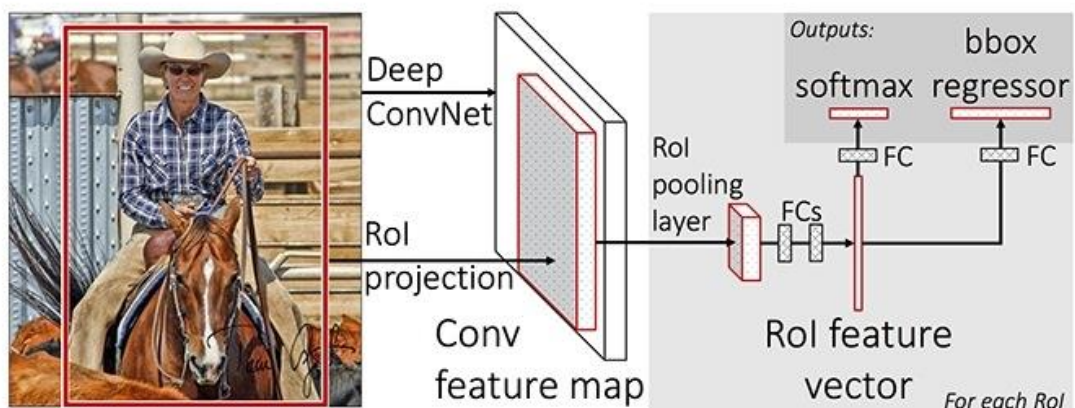 Deep
ConvNet
RoI
projection
Conv
feature map
RoI
pooling
layer
FCs
RoI feature
vector
For each RoI
Outputs:
softmax
bbox
regressor
FC
FC